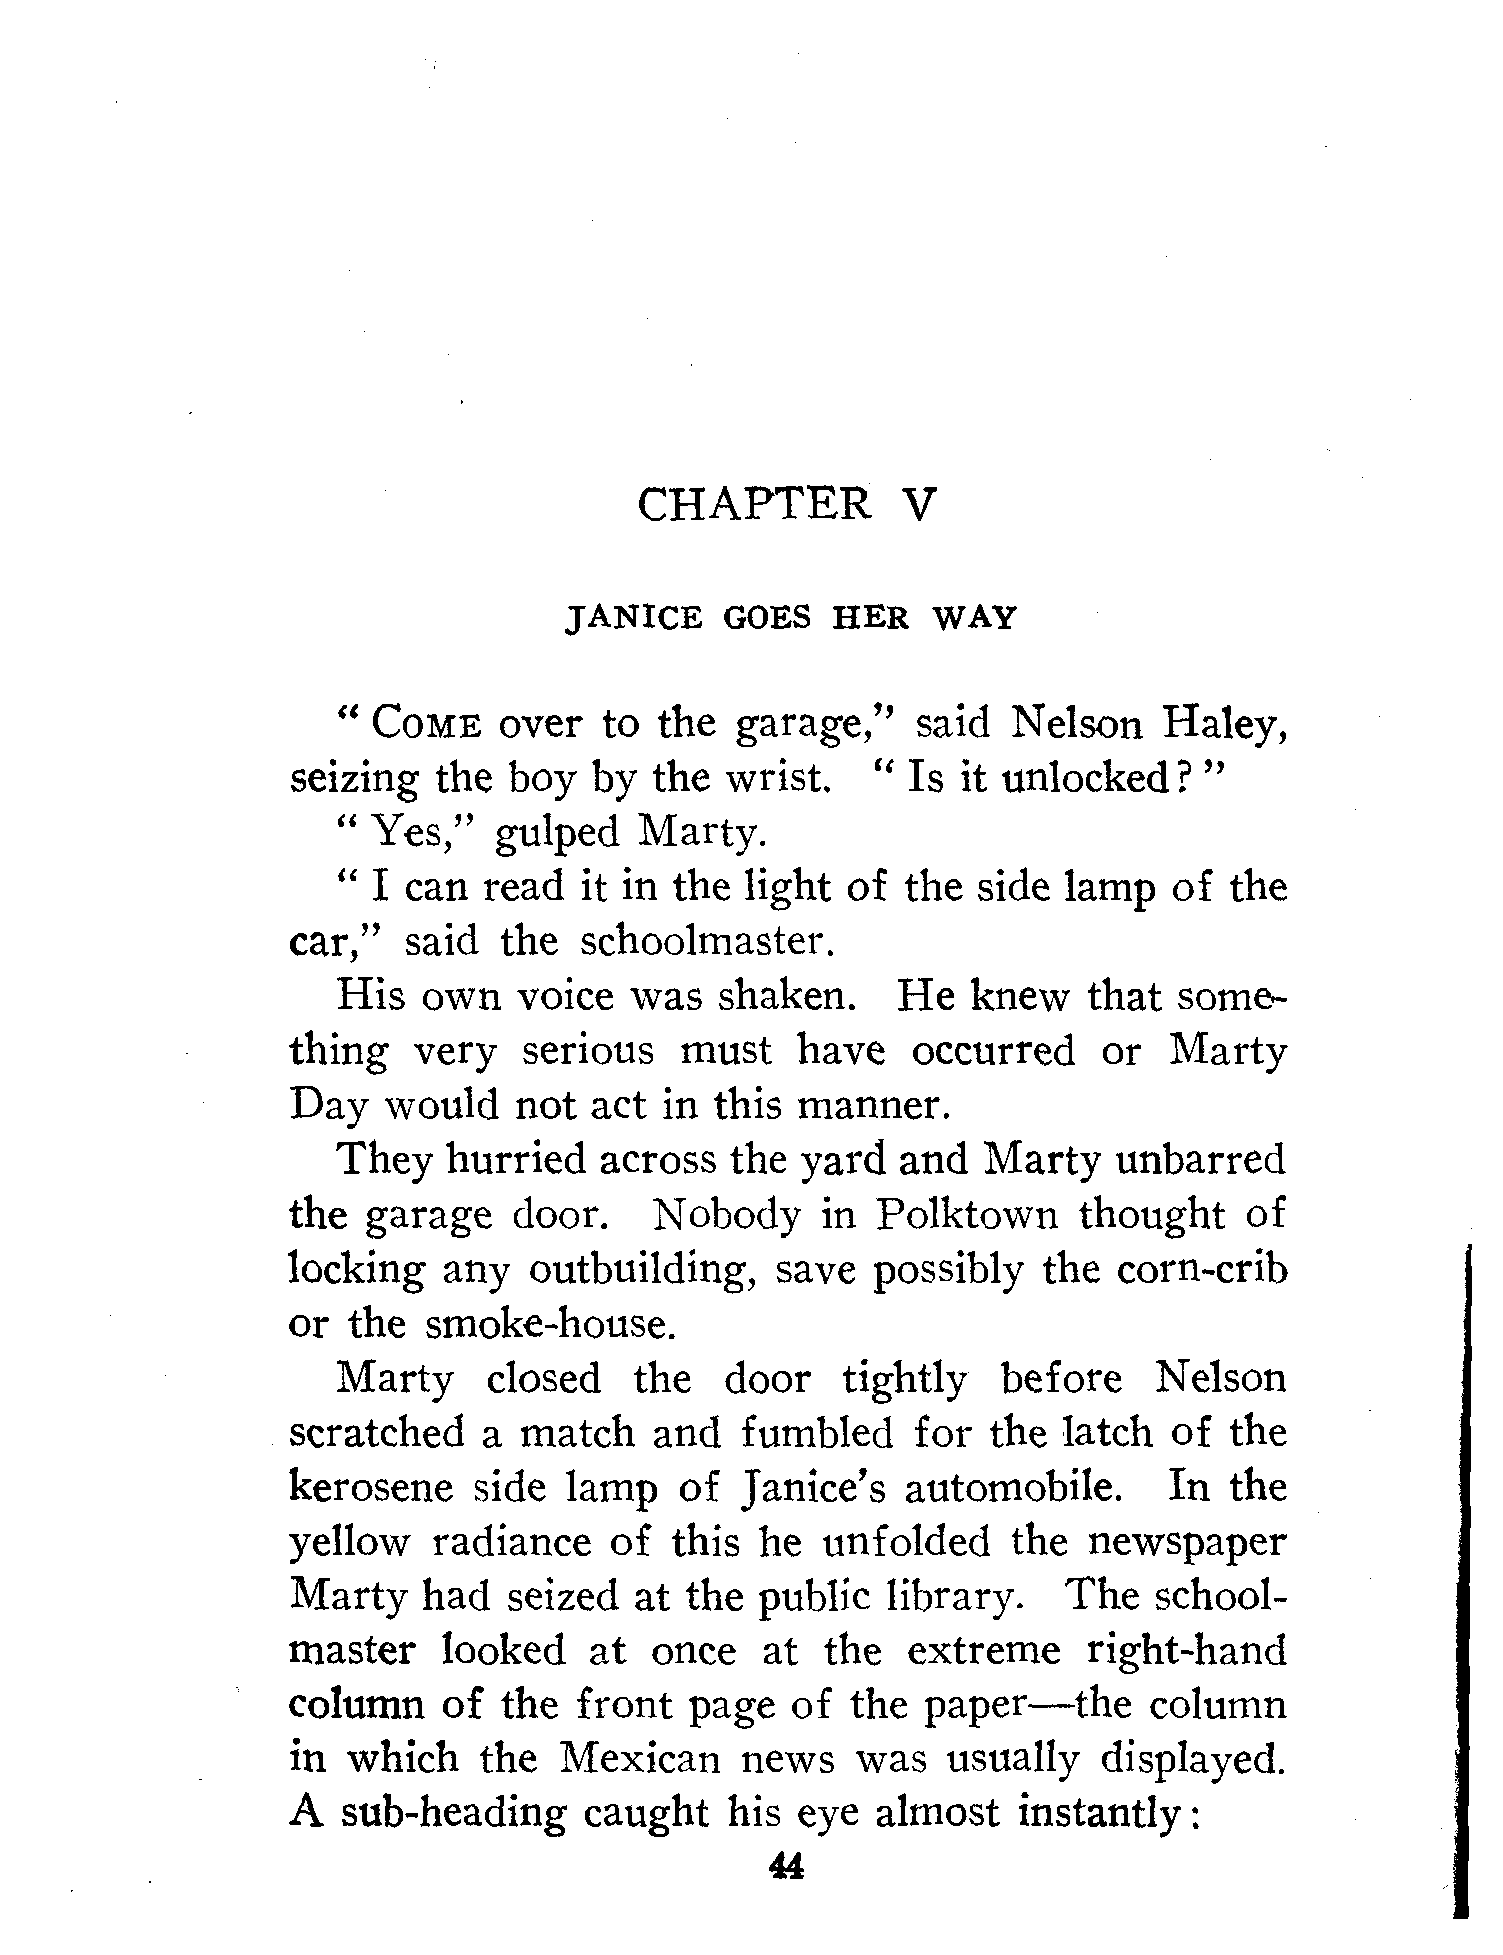 CHAPTER V
JANICE GOES HER WAY
“ COME over to the garage,” said Nelson Haley,
seizing the boy by the wrist. “ Is it unlocked? ”
“ Yes,” gulped Marty.
“ I can read it in the light of the side lamp of the
car,” said the schoolmaster.
His own voice was shaken. He knew that some-
thing very serious must have occurred or Marty
Day would not act in this manner.
They hurried across the yard and Marty unbarred
the garage door. Nobody in Polktown thought of
locking any outbuilding, save possibly the corn-crib
or the smoke-house.
Marty closed the door tightly before Nelson
scratched a match and fumbled for the latch of the
kerosene side lamp of Janice’s automobile. In the
yellow radiance of this he unfolded the newspaper
Marty had seized at the public library. The school-
master looked at once at the extreme right-hand
column of the front page of the paper—the column
in which the Mexican news was usually displayed.
A sub-heading caught his eye almost instantly:
44